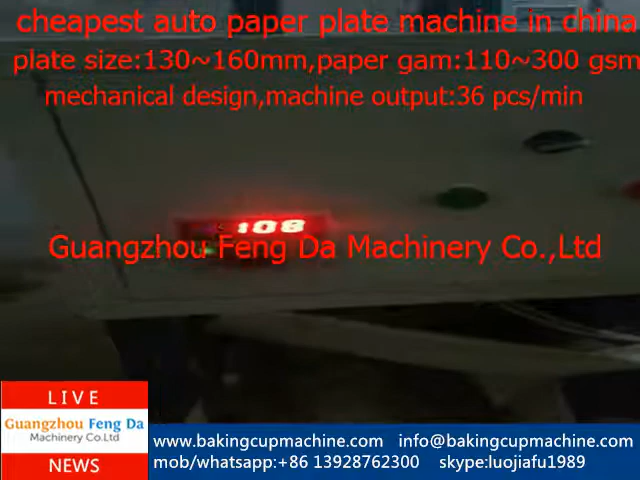 cheapest auto paper plate machine in china
plate size:130~160mm,paper gam:110~300 gsm
mechanical design,machine output:36 pcs/min
108
Guangzhou Feng Da Machinery Co.,Ltd
LIVE
Guangzhou Feng Da
Machinery Co.Ltd
NEWS
www.bakingcupmachine.com info@bakingcupmachine.com
mob/whatsapp:+86 13928762300 skype:luojiafu1989